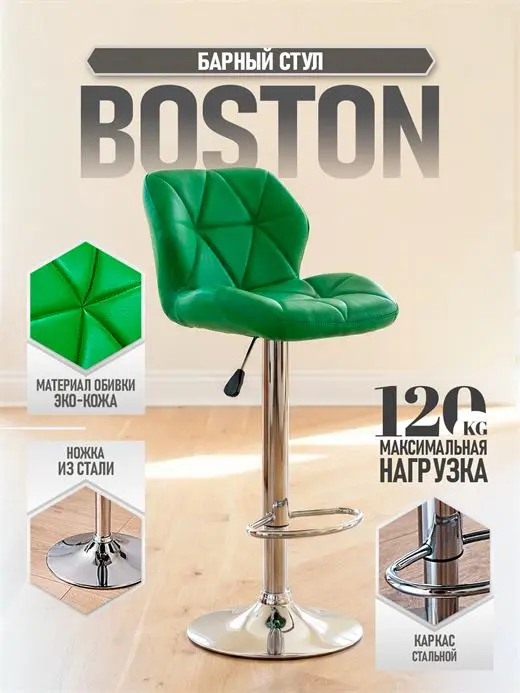 БАРНЫЙ СТУЛ
BOSTON
МАТЕРИАЛ ОБИВКИ
ЭКО-КОЖА
120 KG
МАКСИМАЛЬНАЯ
НАГРУЗКА
НОЖКА
ИЗ СТАЛИ
КАРКАС
СТАЛЬНОЙ